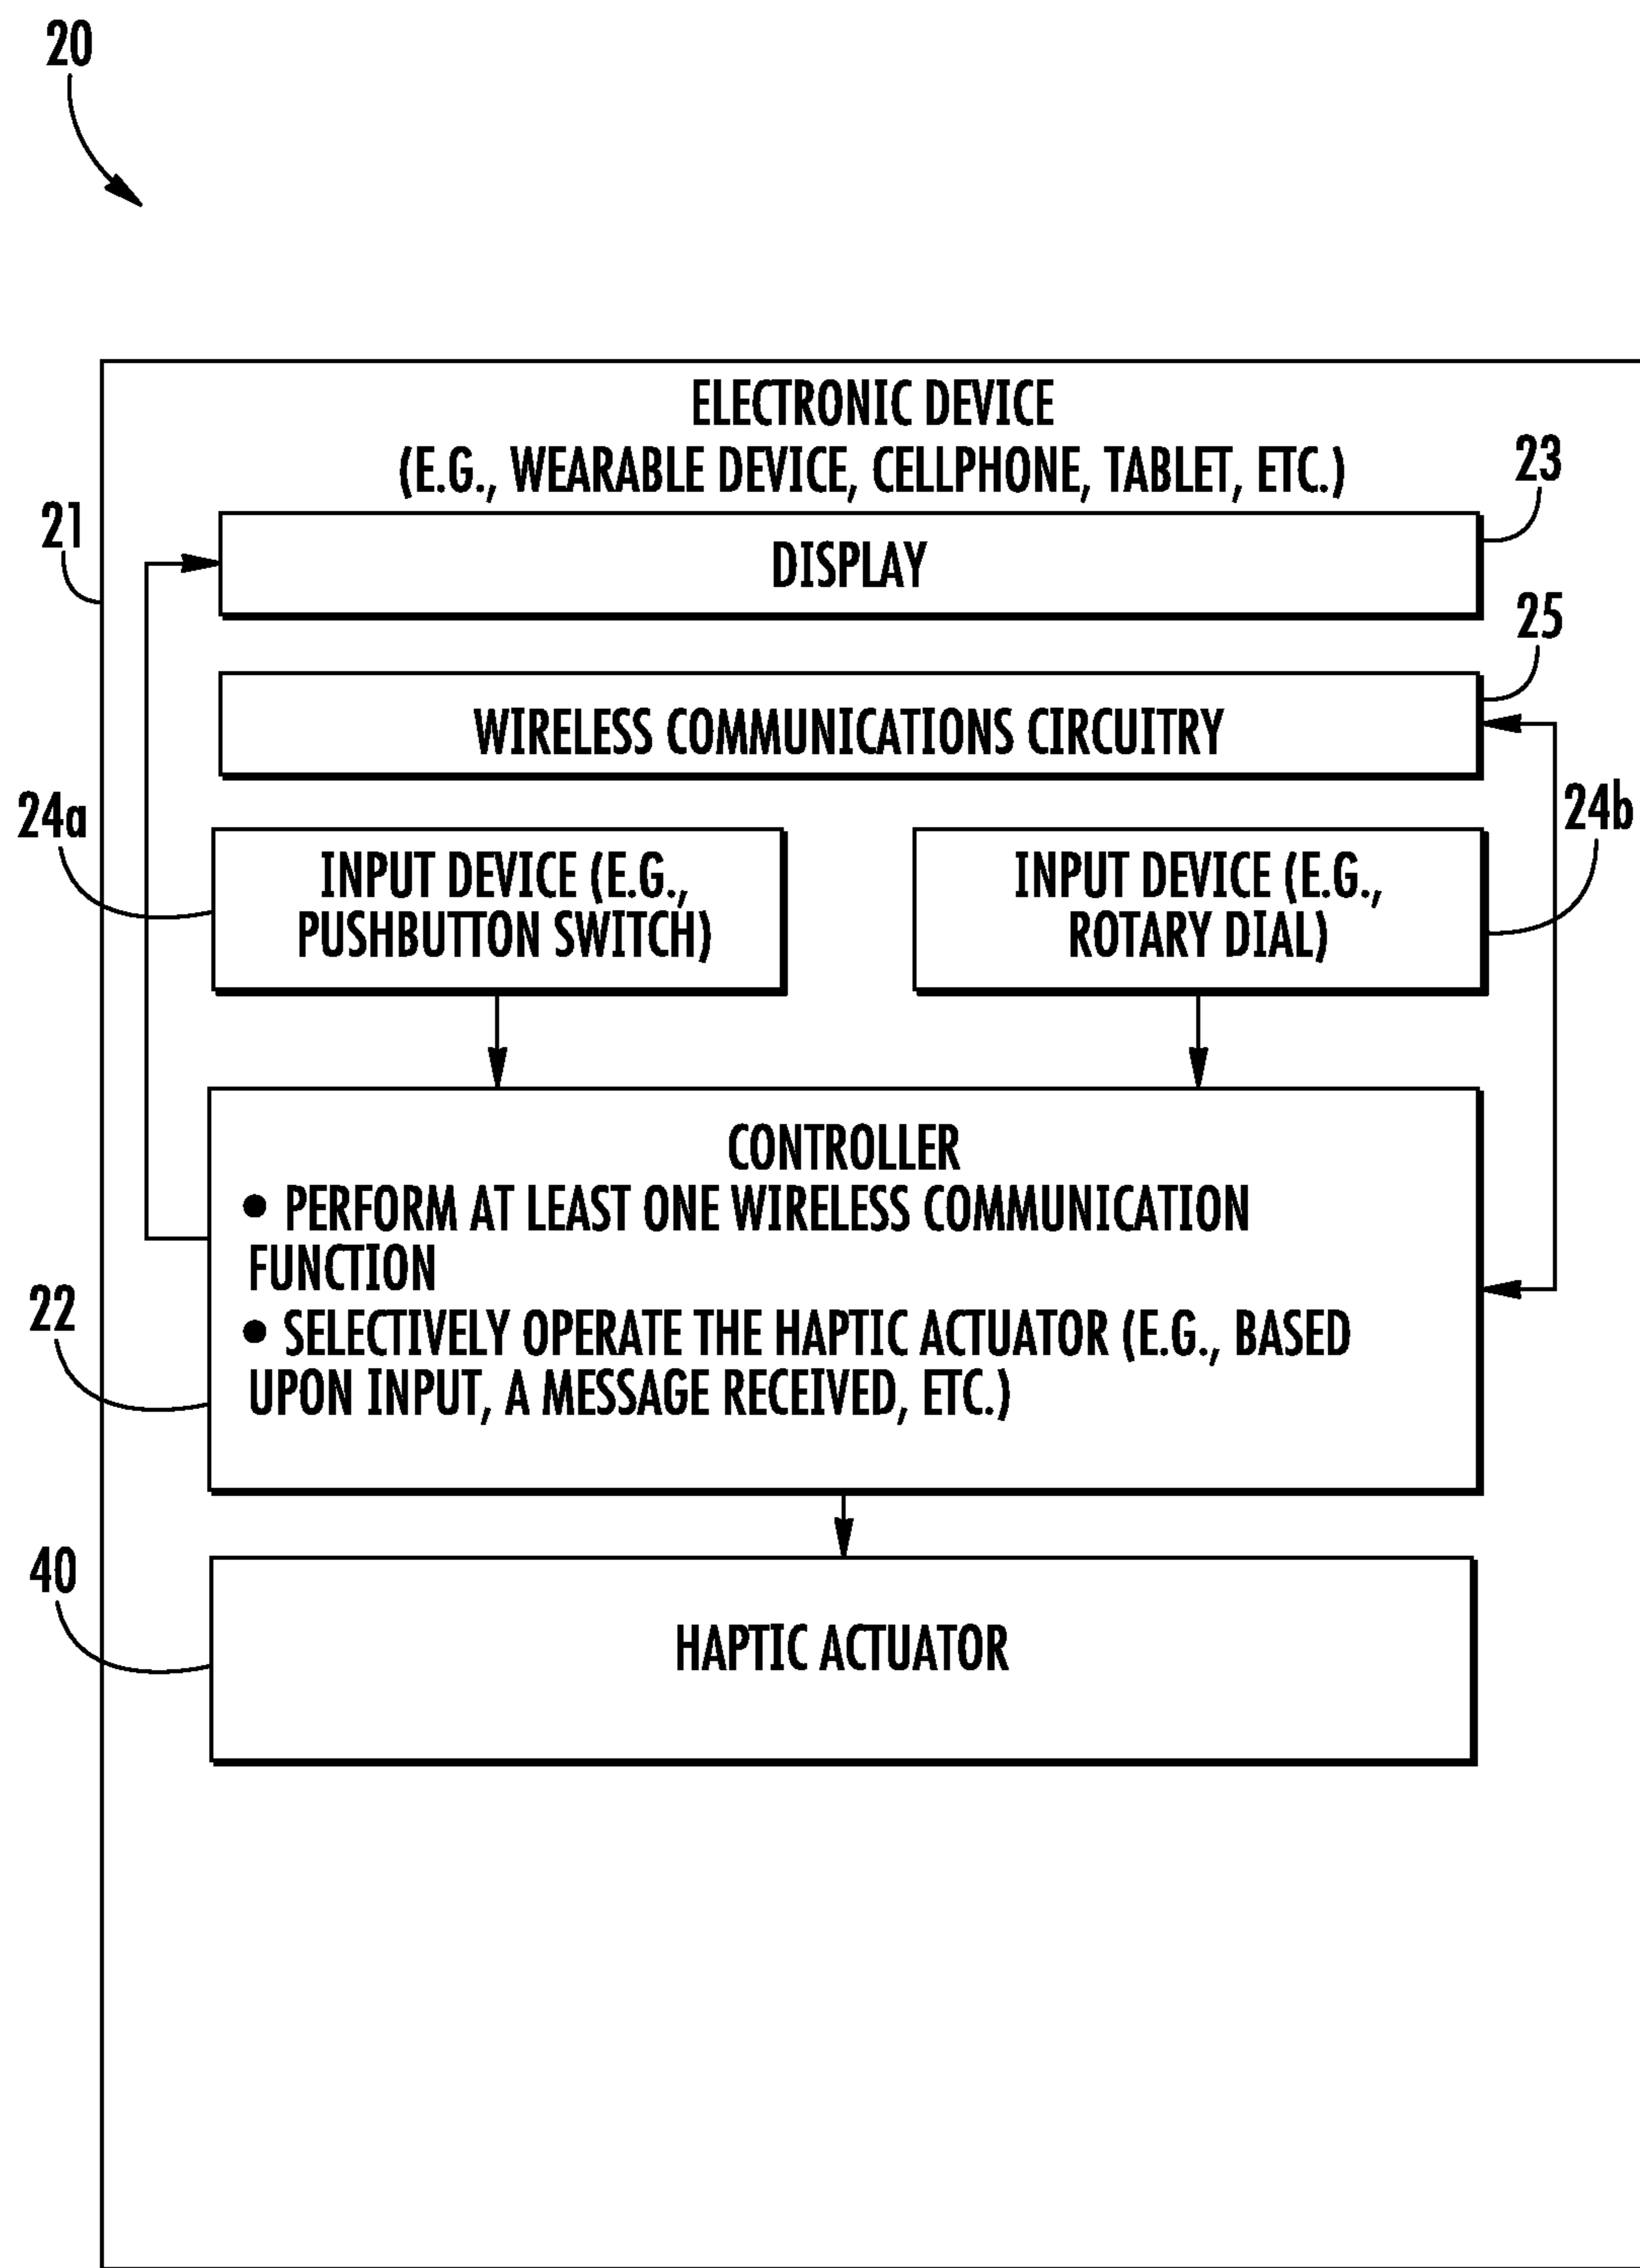 20
ELECTRONIC DEVICE
(E.G., WEARABLE DEVICE, CELLPHONE, TABLET, ETC.)
23
21
DISPLAY
25
WIRELESS COMMUNICATIONS CIRCUITRY
24a
24b
INPUT DEVICE (E.G.,
PUSHBUTTON SWITCH)
INPUT DEVICE (E.G.,
ROTARY DIAL)
CONTROLLER
● PERFORM AT LEAST ONE WIRELESS COMMUNICATION
FUNCTION
● SELECTIVELY OPERATE THE HAPTIC ACTUATOR (E.G., BASED
UPON INPUT, A MESSAGE RECEIVED, ETC.)
22
40
HAPTIC ACTUATOR